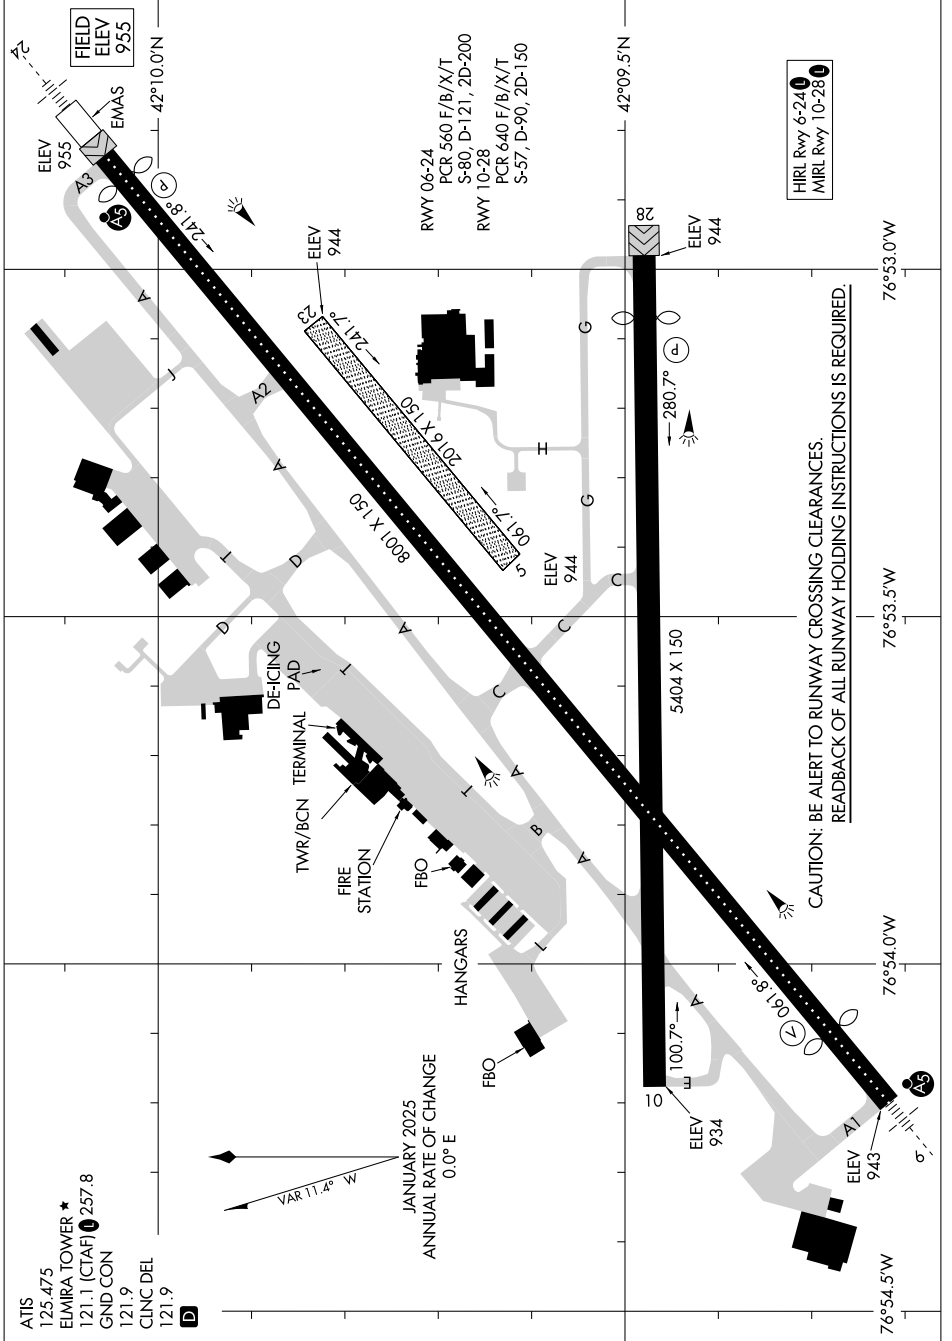 ATIS
125.475
ELMIRA TOWER ★
121.1 (CTAF) L 257.8
GND CON
121.9
CLNC DEL
121.9
D
FIELD
ELEV
955
24
EMAS
ELEV
955
A3
A5
P
241.8°
42°10.0'N
A
J
A2
A
8001 X 150
ELEV
944
23
241.7°
2016 X 150
061.7°
5
ELEV
944
RWY 06-24
PCR 560 F/B/X/T
S-80, D-121, 2D-200
RWY 10-28
PCR 640 F/B/X/T
S-57, D-90, 2D-150
42°09.5'N
HIRL Rwy 6-24 L
MIRL Rwy 10-28 L
28
ELEV
944
76°53.0'W
G
P
280.7°
H
G
C
C
C
T
D
D
A
T
DE-ICING
PAD
TERMINAL
TWR/BCN
FIRE
STATION
FBO
T
A
B
A
HANGARS
L
FBO
76°53.5'W
5404 X 150
CAUTION: BE ALERT TO RUNWAY CROSSING CLEARANCES.
READBACK OF ALL RUNWAY HOLDING INSTRUCTIONS IS REQUIRED.
76°54.0'W
061.8°
V
A
100.7°
E
10
ELEV
934
A1
ELEV
943
A5
6
76°54.5'W
VAR 11.4° W
JANUARY 2025
ANNUAL RATE OF CHANGE
0.0° E